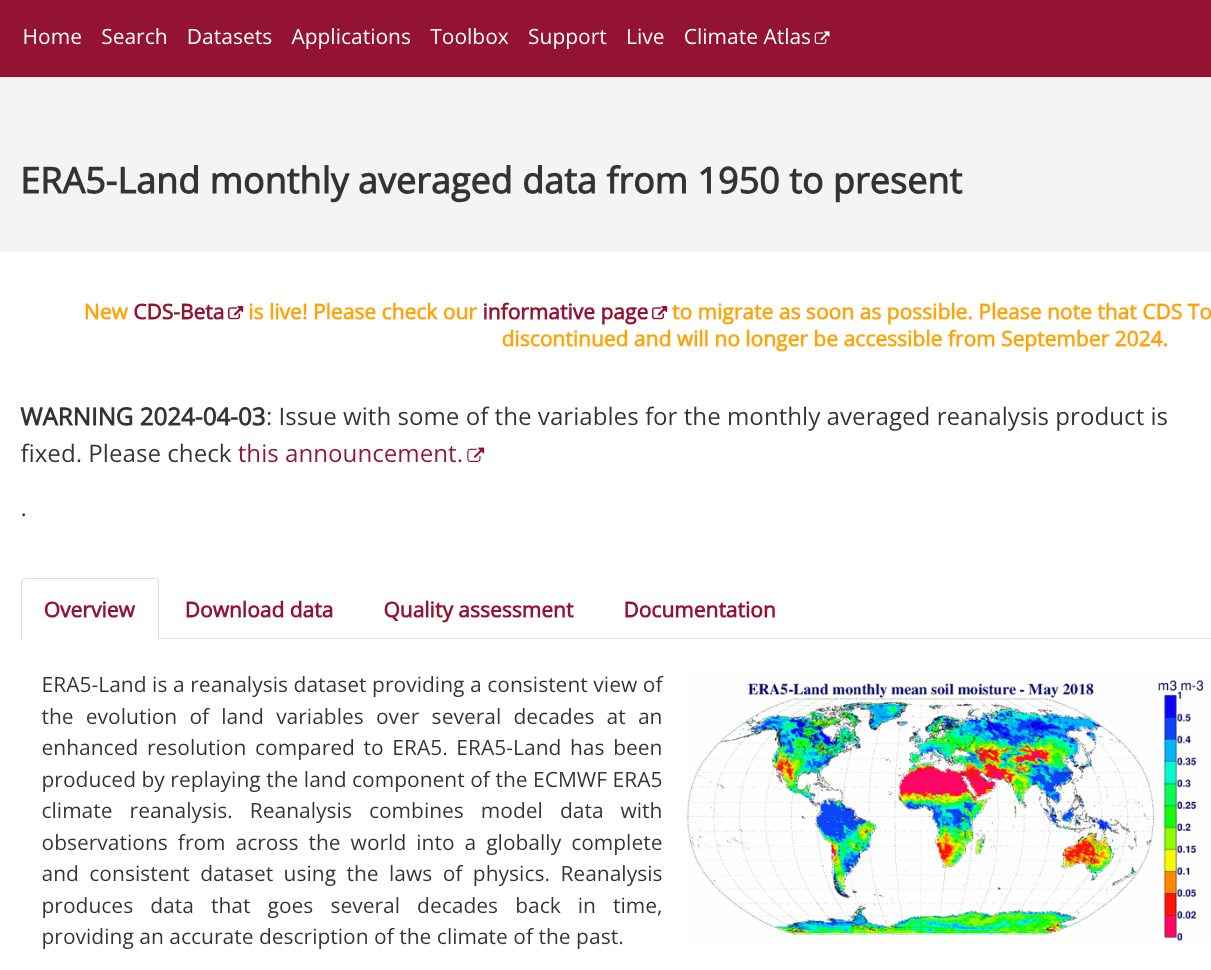 Home Search Datasets Applications Toolbox Support Live Climate Atlas
ERA5-Land monthly averaged data from 1950 to present
New CDS-Beta is live! Please check our informative page to migrate as soon as possible. Please note that CDS To
discontinued and will no longer be accessible from September 2024.
WARNING 2024-04-03: Issue with some of the variables for the monthly averaged reanalysis product is
fixed. Please check this announcement.
.
Overview Download data Quality assessment Documentation
ERA5-Land is a reanalysis dataset providing a consistent view of
the evolution of land variables over several decades at an
enhanced resolution compared to ERA5. ERA5-Land has been
produced by replaying the land component of the ECMWF ERA5
climate reanalysis. Reanalysis combines model data with
observations from across the world into a globally complete
and consistent dataset using the laws of physics. Reanalysis
produces data that goes several decades back in time,
providing an accurate description of the climate of the past.
ERA5-Land monthly mean soil moisture - May 2018
m3 m-3
1
0.5
0.4
0.35
0.3
0.25
0.2
0.15
0.1
0.05
0.02
0